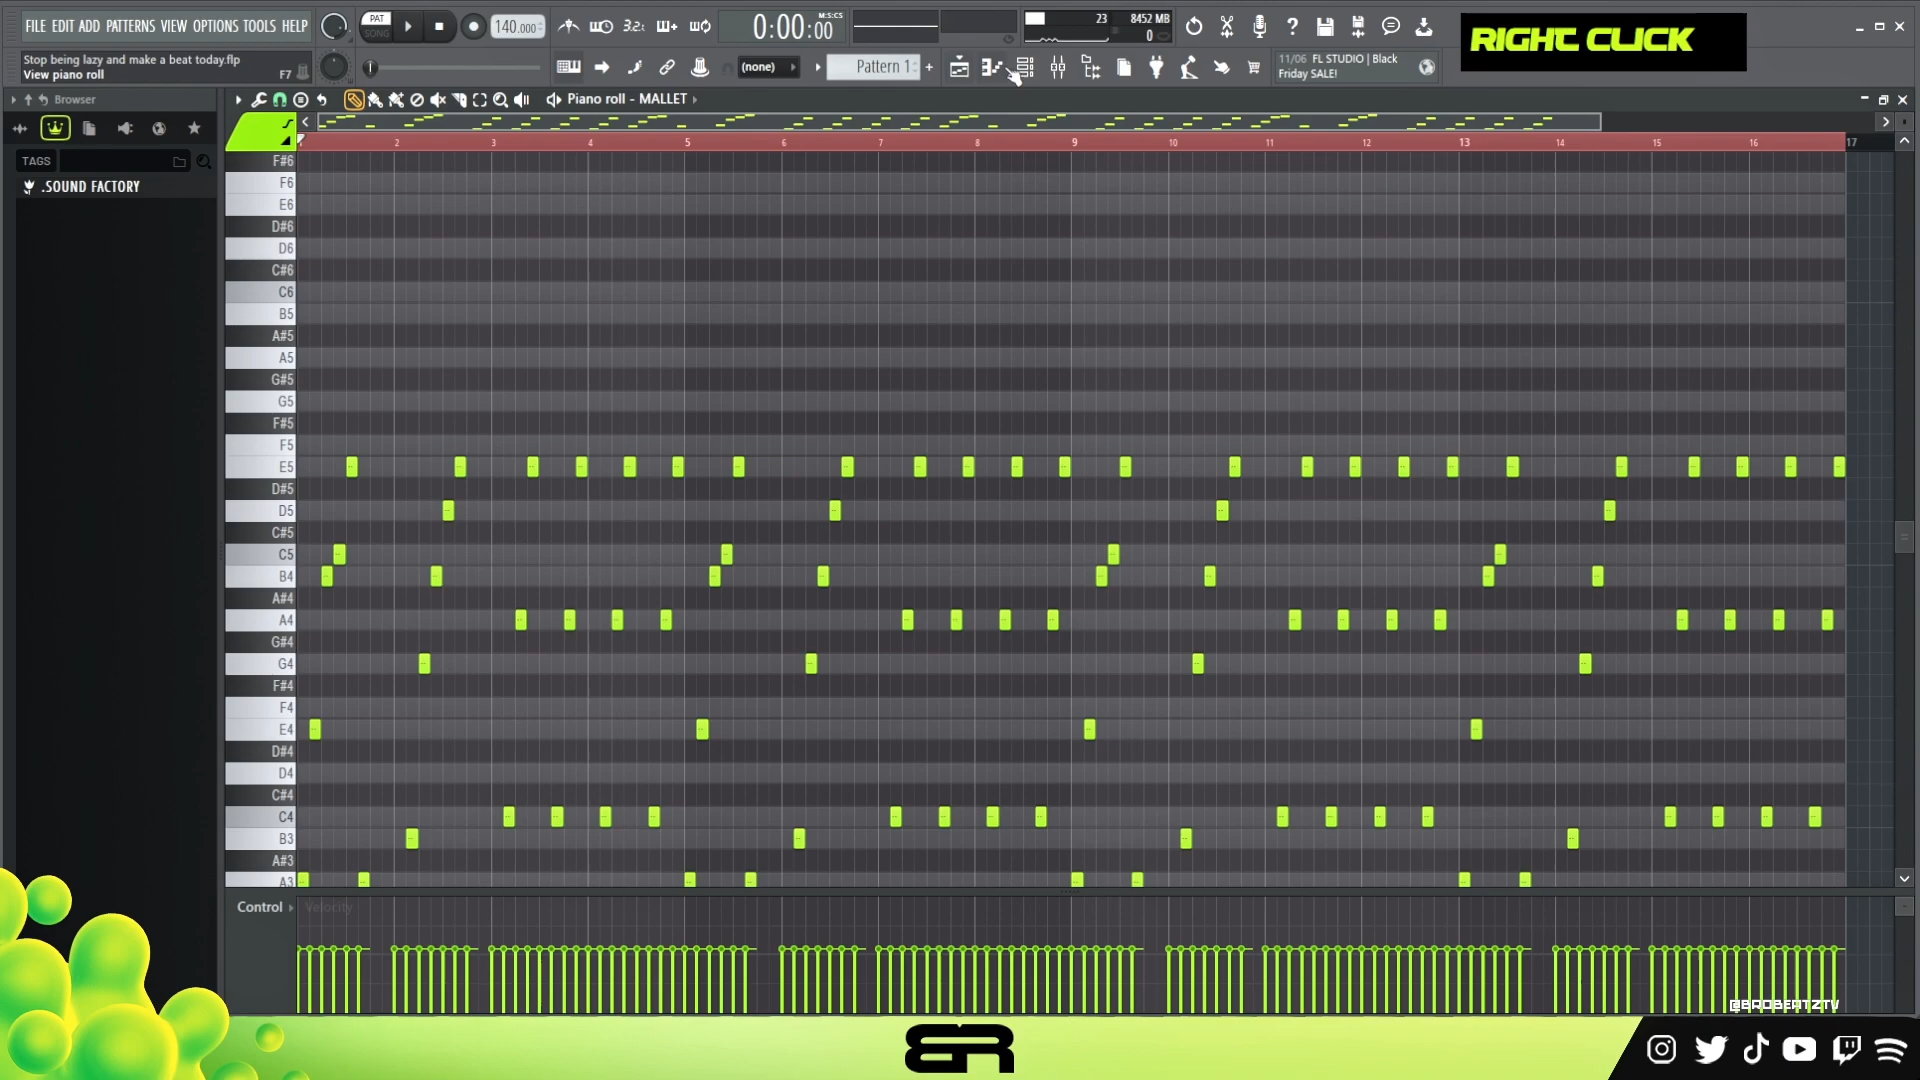 FILE EDIT ADD PATTERNS VIEW OPTIONS TOOLS HELP
PAT
SONG
140.000
3.2:
M:S:CS
0:00:00
23
8452 MB
0
RIGHT CLICK
Stop being lazy and make a beat today.flp
View piano roll F7
(none)
Pattern 1
11/06 FL STUDIO | Black
Friday SALE!
Browser
Piano roll - MALLET
TAGS
.SOUND FACTORY
2 3 4 5 6 7 8 9 10 11 12 13 14 15 16 17
F#6
F6
E6
D#6
D6
C#6
C6
B5
A#5
A5
G#5
G5
F#5
F5
E5
D#5
D5
C#5
C5
B4
A#4
A4
G#4
G4
F#4
F4
E4
D#4
D4
C#4
C4
B3
A#3
A3
Control Velocity
@BROBEATZTV
BR